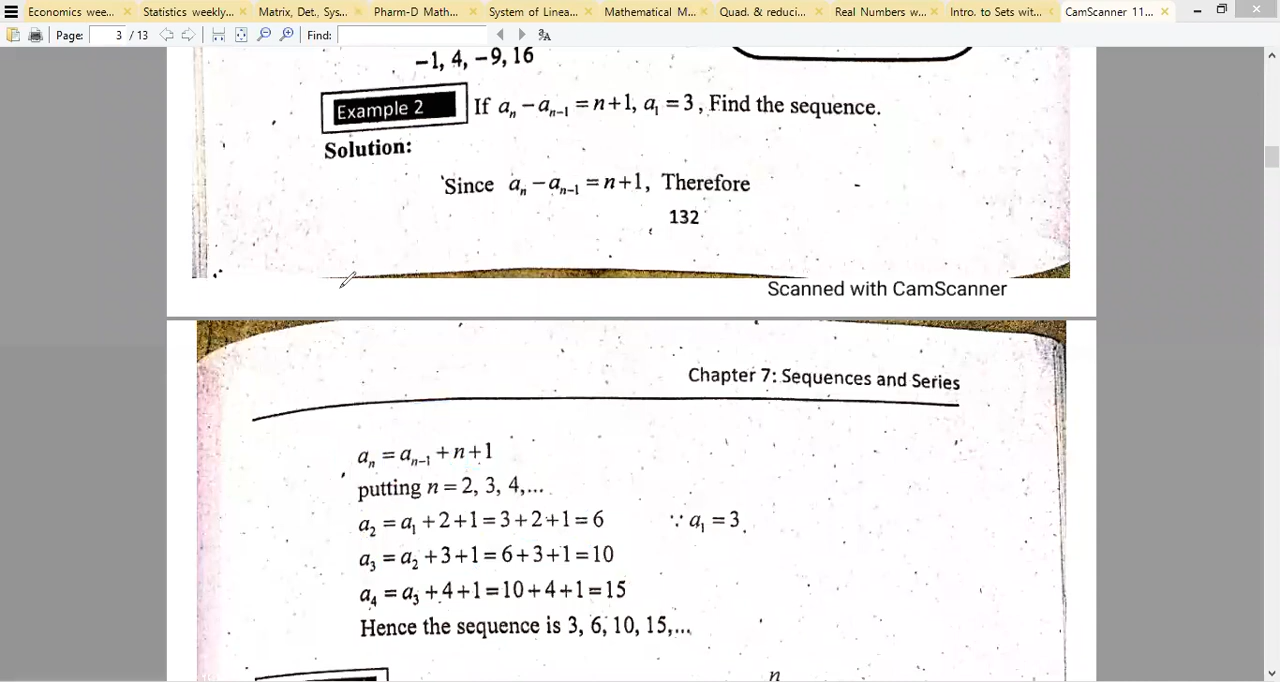 Economics wee...
Statistics weekly...
Matrix, Det., Sys...
Pharm-D Math...
System of Linea...
Mathematical M...
Quad. & reduci...
Real Numbers w...
Intro. to Sets wit...
CamScanner 11...
Page: 3 / 13 Find:
−1, 4, −9, 16
Example 2 If aₙ − aₙ₋₁ = n+1, a₁ = 3, Find the sequence.
Solution:
Since aₙ − aₙ₋₁ = n+1, Therefore
132
Scanned with CamScanner
Chapter 7: Sequences and Series
aₙ = aₙ₋₁ + n+1
putting n = 2, 3, 4,...
a₂ = a₁ + 2+1 = 3+2+1 = 6 ∵ a₁ = 3
a₃ = a₂ + 3+1 = 6+3+1 = 10
a₄ = a₃ + 4+1 = 10+4+1 = 15
Hence the sequence is 3, 6, 10, 15,...
n